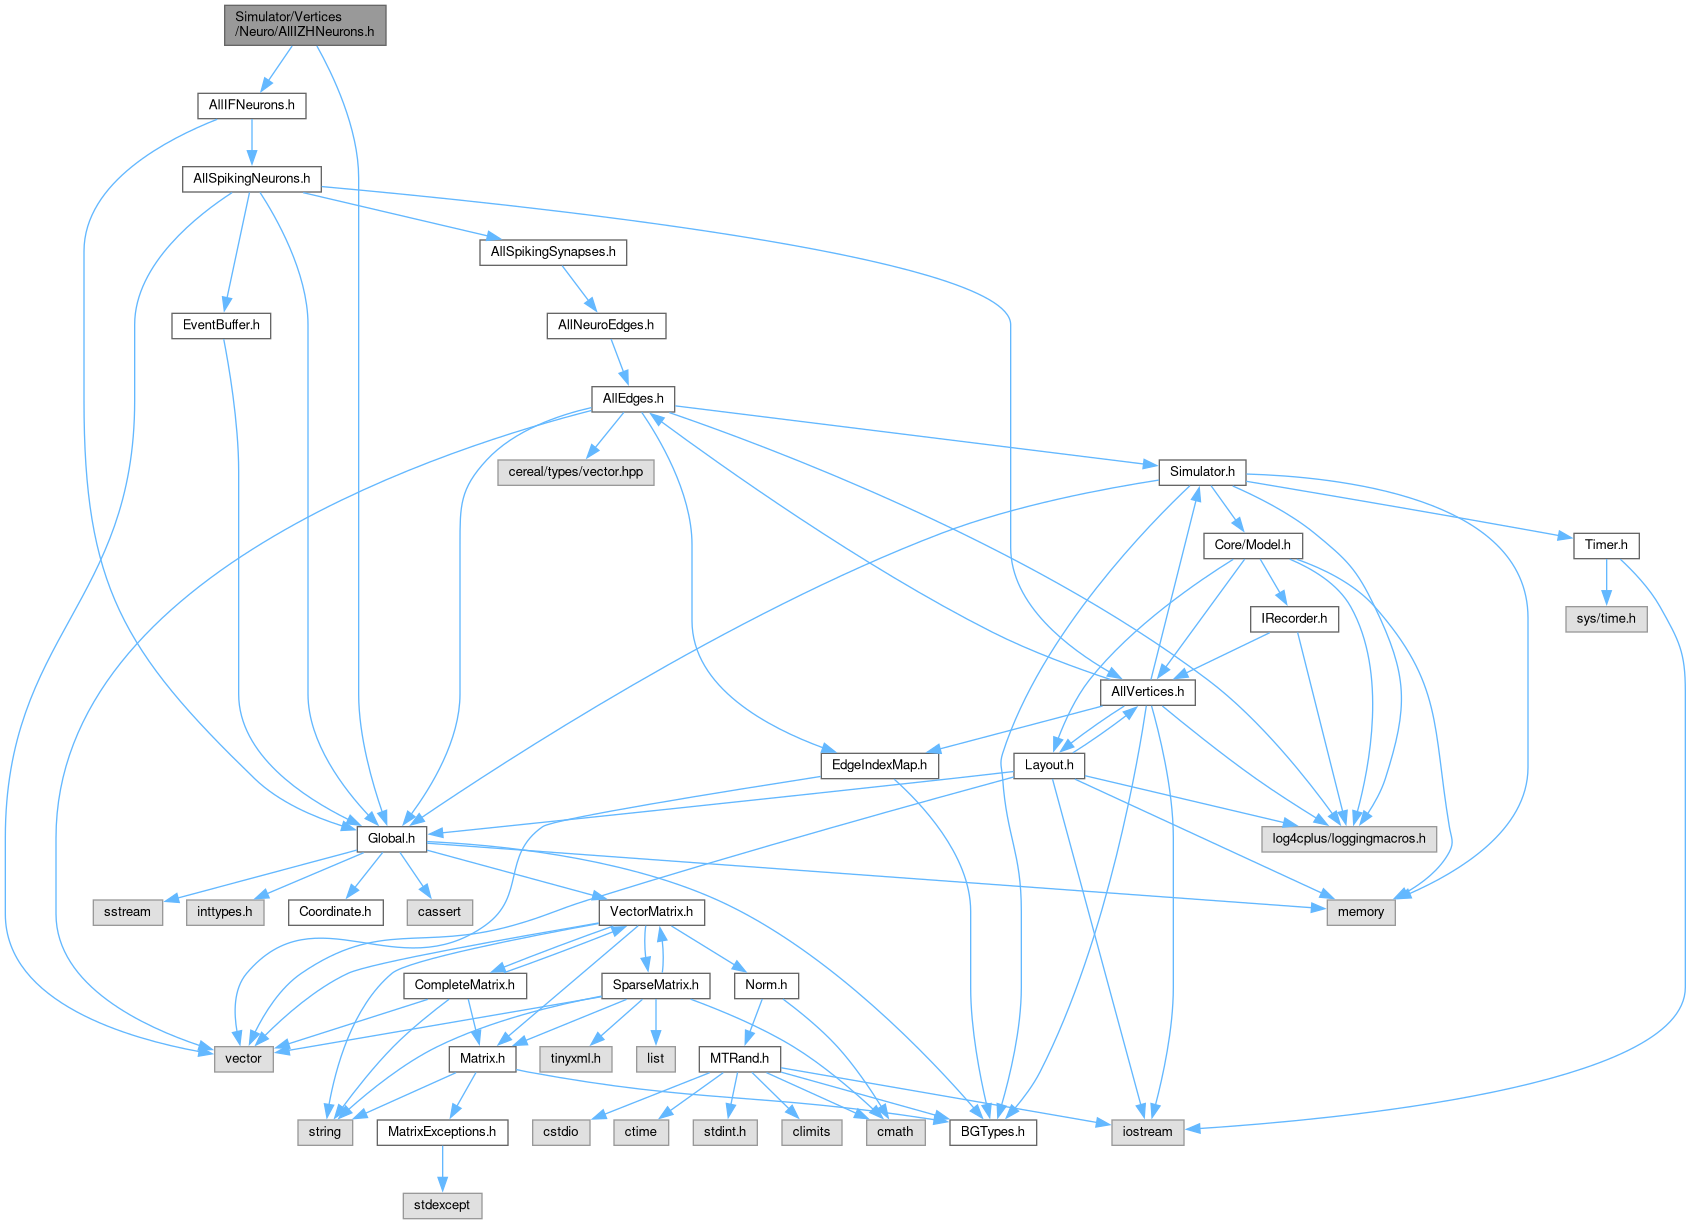 Simulator/Vertices
/Neuro/AllIZHNeurons.h
AllIFNeurons.h
AllSpikingNeurons.h
AllSpikingSynapses.h
EventBuffer.h
AllNeuroEdges.h
AllEdges.h
cereal/types/vector.hpp
Simulator.h
Core/Model.h
Timer.h
IRecorder.h
sys/time.h
AllVertices.h
EdgeIndexMap.h
Layout.h
Global.h
log4cplus/loggingmacros.h
sstream
inttypes.h
Coordinate.h
cassert
VectorMatrix.h
memory
CompleteMatrix.h
SparseMatrix.h
Norm.h
vector
Matrix.h
tinyxml.h
list
MTRand.h
string
MatrixExceptions.h
cstdio
ctime
stdint.h
climits
cmath
BGTypes.h
iostream
stdexcept